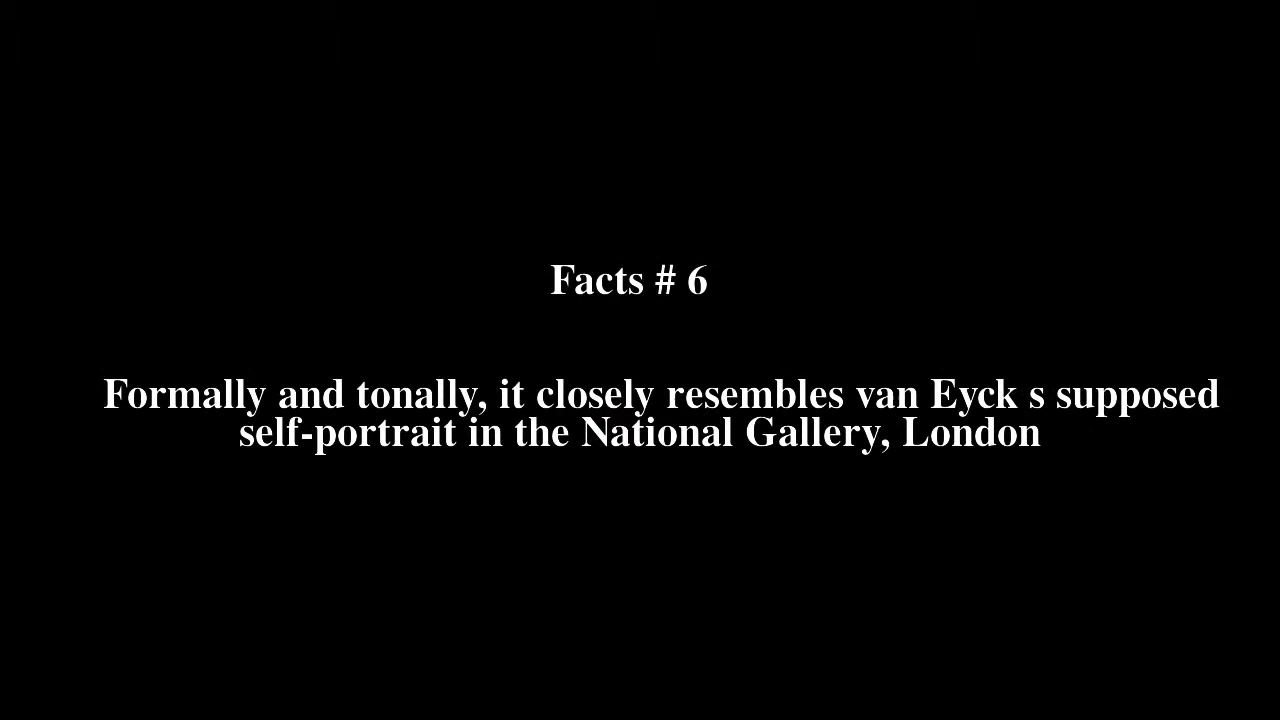 Facts # 6
Formally and tonally, it closely resembles van Eyck s supposed
self-portrait in the National Gallery, London